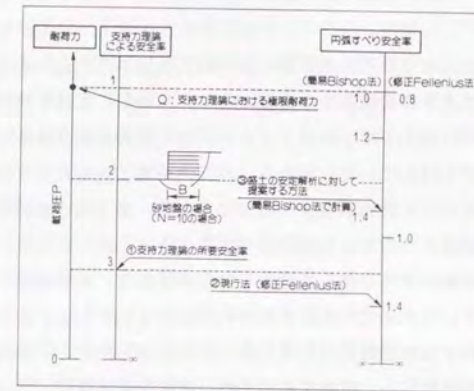 耐荷力
支持力理論
による安全率
円弧すべり安全率
(簡易Bishop法)
(修正Fellenius法)
1
1.0
0.8
Q:支持力理論における極限耐荷力
1.2
2
B
③盛土の安定解析に対して
提案する方法
(簡易Bishop法で計算)
砂地盤の場合
(N=10の場合)
1.4
載荷圧P
1.0
①支持力理論の所要安全率
3
②現行法(修正Fellenius法)
1.4
0
∞
∞
∞